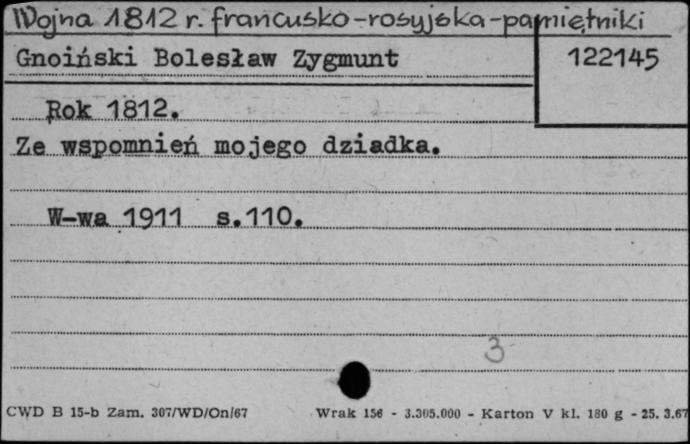 Wojna 1812 r. francusko-rosyjska-pamiętniki
Gnoiński Bolesław Zygmunt
122145
Rok 1812.
Ze wspomnień mojego dziadka.
W-wa 1911 s.110.
3
CWD B 15-b Zam. 307/WD/On/67 Wrak 156 - 3.305.000 - Karton V kl. 180 g - 25. 3.67